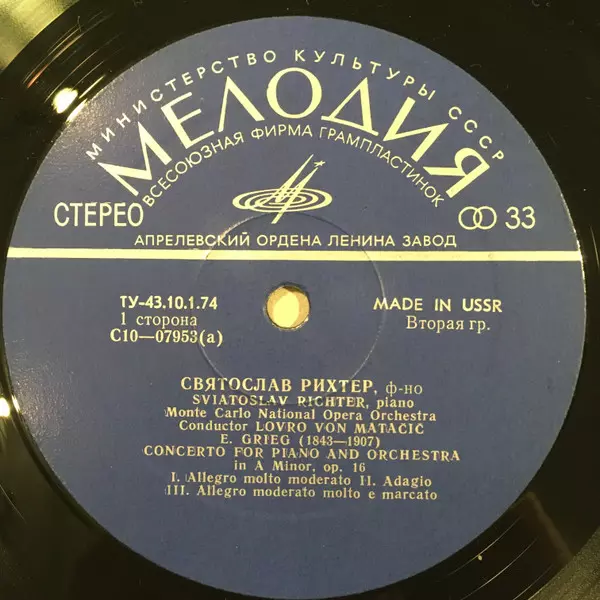 МИНИСТЕРСТВО КУЛЬТУРЫ СССР
МЕЛОДИЯ
ВСЕСОЮЗНАЯ ФИРМА ГРАМПЛАСТИНОК
СТЕРЕО 33
АПРЕЛЕВСКИЙ ОРДЕНА ЛЕНИНА ЗАВОД
ТУ-43.10.1.74 MADE IN USSR
1 сторона Вторая гр.
С10—07953(а)
СВЯТОСЛАВ РИХТЕР, ф-но
SVIATOSLAV RICHTER, piano
Monte Carlo National Opera Orchestra
Conductor LOVRO VON MATAČIĆ
E. GRIEG (1843—1907)
CONCERTO FOR PIANO AND ORCHESTRA
in A Minor, op. 16
I. Allegro molto moderato II. Adagio
III. Allegro moderato molto e marcato